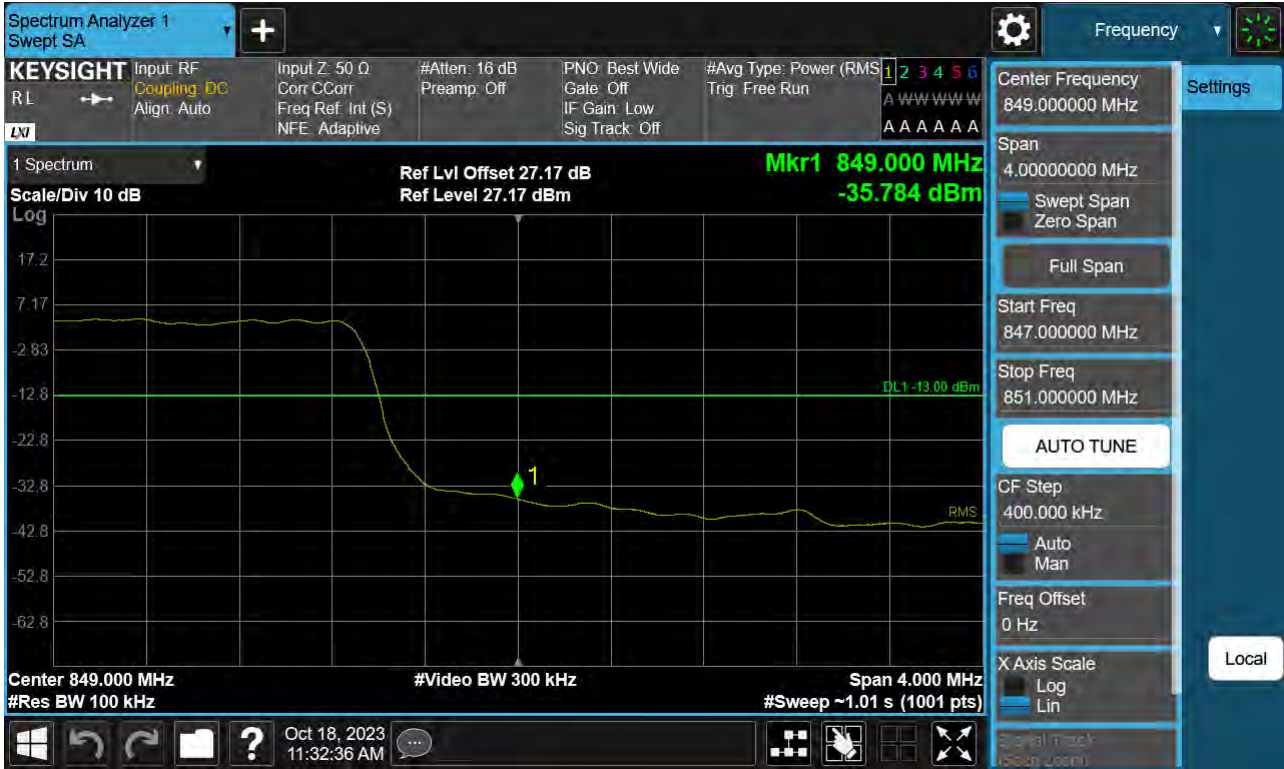 Spectrum Analyzer 1
Swept SA
Frequency
KEYSIGHT
R L
LXI
Input: RF
Coupling: DC
Align: Auto
Input Z: 50 Ω
Corr CCorr
Freq Ref: Int (S)
NFE: Adaptive
#Atten: 16 dB
Preamp: Off
PNO: Best Wide
Gate: Off
IF Gain: Low
Sig Track: Off
#Avg Type: Power (RMS
Trig: Free Run
1 2 3 4 5 6
A W W W W W
A A A A A A
1 Spectrum
Scale/Div 10 dB
Log
Ref Lvl Offset 27.17 dB
Ref Level 27.17 dBm
Mkr1 849.000 MHz
-35.784 dBm
17.2
7.17
-2.83
-12.8
-22.8
-32.8
-42.8
-52.8
-62.8
DL1 -13.00 dBm
1
RMS
Center 849.000 MHz
#Res BW 100 kHz
#Video BW 300 kHz
Span 4.000 MHz
#Sweep ~1.01 s (1001 pts)
Center Frequency
849.000000 MHz
Span
4.00000000 MHz
Swept Span
Zero Span
Full Span
Start Freq
847.000000 MHz
Stop Freq
851.000000 MHz
AUTO TUNE
CF Step
400.000 kHz
Auto
Man
Freq Offset
0 Hz
X Axis Scale
Log
Lin
Signal Track
(Span Zoom)
Settings
Local
?
Oct 18, 2023
11:32:36 AM